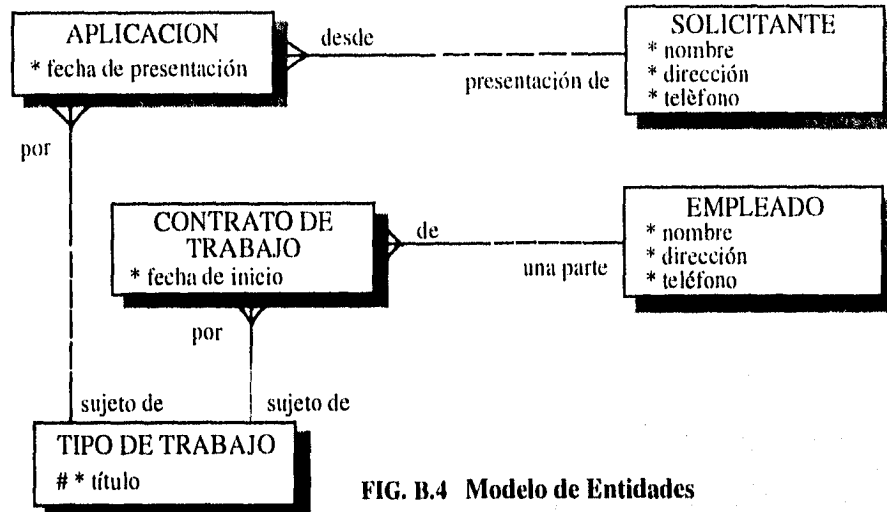 APLICACION
* fecha de presentación
desde
presentación de
SOLICITANTE
* nombre
* dirección
* telèfono
por
CONTRATO DE
TRABAJO
* fecha de inicio
de
una parte
EMPLEADO
* nombre
* dirección
* teléfono
por
sujeto de
sujeto de
TIPO DE TRABAJO
# * título
FIG. B.4 Modelo de Entidades